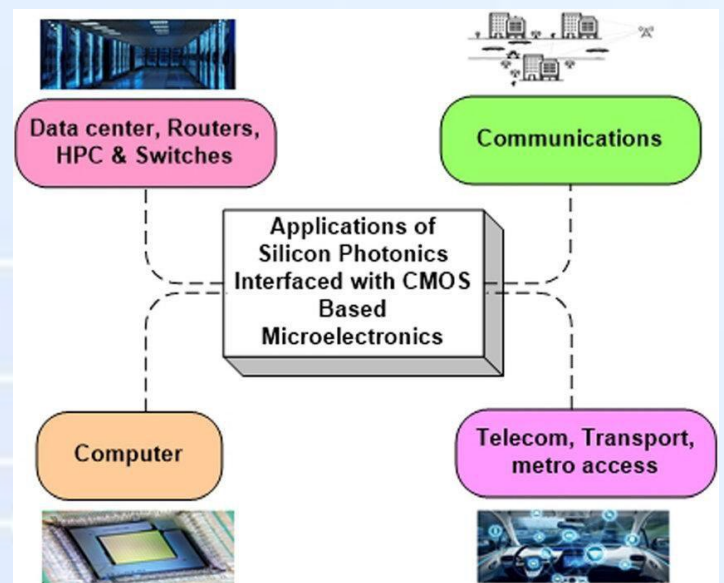 Data center, Routers,
HPC & Switches
Communications
Applications of
Silicon Photonics
Interfaced with CMOS
Based
Microelectronics
Computer
Telecom, Transport,
metro access